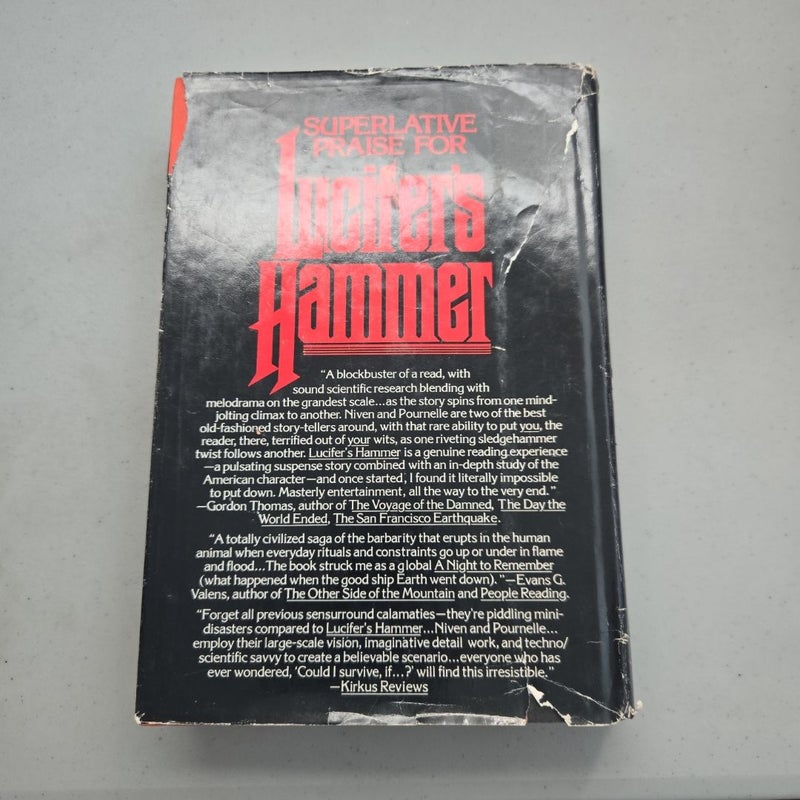 SUPERLATIVE
PRAISE FOR
Lucifer's
Hammer
"A blockbuster of a read, with
sound scientific research blending with
melodrama on the grandest scale...as the story spins from one mind-
jolting climax to another. Niven and Pournelle are two of the best
old-fashioned story-tellers around, with that rare ability to put you, the
reader, there, terrified out of your wits, as one riveting sledgehammer
twist follows another. Lucifer's Hammer is a genuine reading experience
—a pulsating suspense story combined with an in-depth study of the
American character—and once started, I found it literally impossible
to put down. Masterly entertainment, all the way to the very end."
—Gordon Thomas, author of The Voyage of the Damned, The Day the
World Ended, The San Francisco Earthquake.
"A totally civilized saga of the barbarity that erupts in the human
animal when everyday rituals and constraints go up or under in flame
and flood...The book struck me as a global A Night to Remember
(what happened when the good ship Earth went down)."—Evans G.
Valens, author of The Other Side of the Mountain and People Reading.
"Forget all previous sensurround calamaties—they're piddling mini-
disasters compared to Lucifer's Hammer...Niven and Pournelle...
employ their large-scale vision, imaginative detail work, and techno/
scientific savvy to create a believable scenario...everyone who has
ever wondered, 'Could I survive, if...?' will find this irresistible."
—Kirkus Reviews